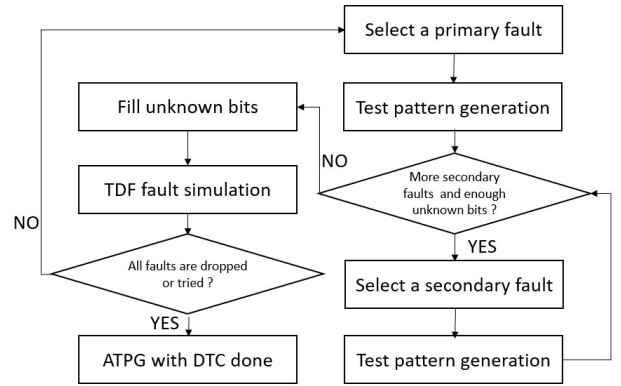 Select a primary fault
Test pattern generation
More secondary
faults and enough
unknown bits ?
YES
Select a secondary fault
Test pattern generation
NO
Fill unknown bits
TDF fault simulation
All faults are dropped
or tried ?
NO
YES
ATPG with DTC done